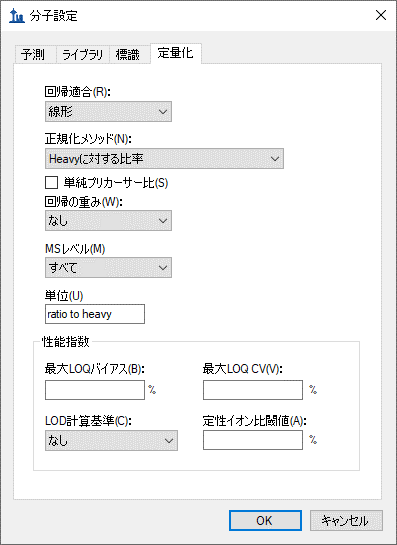 分子設定
予測 ライブラリ 標識 定量化
回帰適合(R):
線形
正規化メソッド(N):
Heavyに対する比率
単純プリカーサー比(S)
回帰の重み(W):
なし
MSレベル(M)
すべて
単位(U)
ratio to heavy
性能指数
最大LOQバイアス(B): 最大LOQ CV(V):
% %
LOD計算基準(C): 定性イオン比閾値(A):
なし %
OK キャンセル